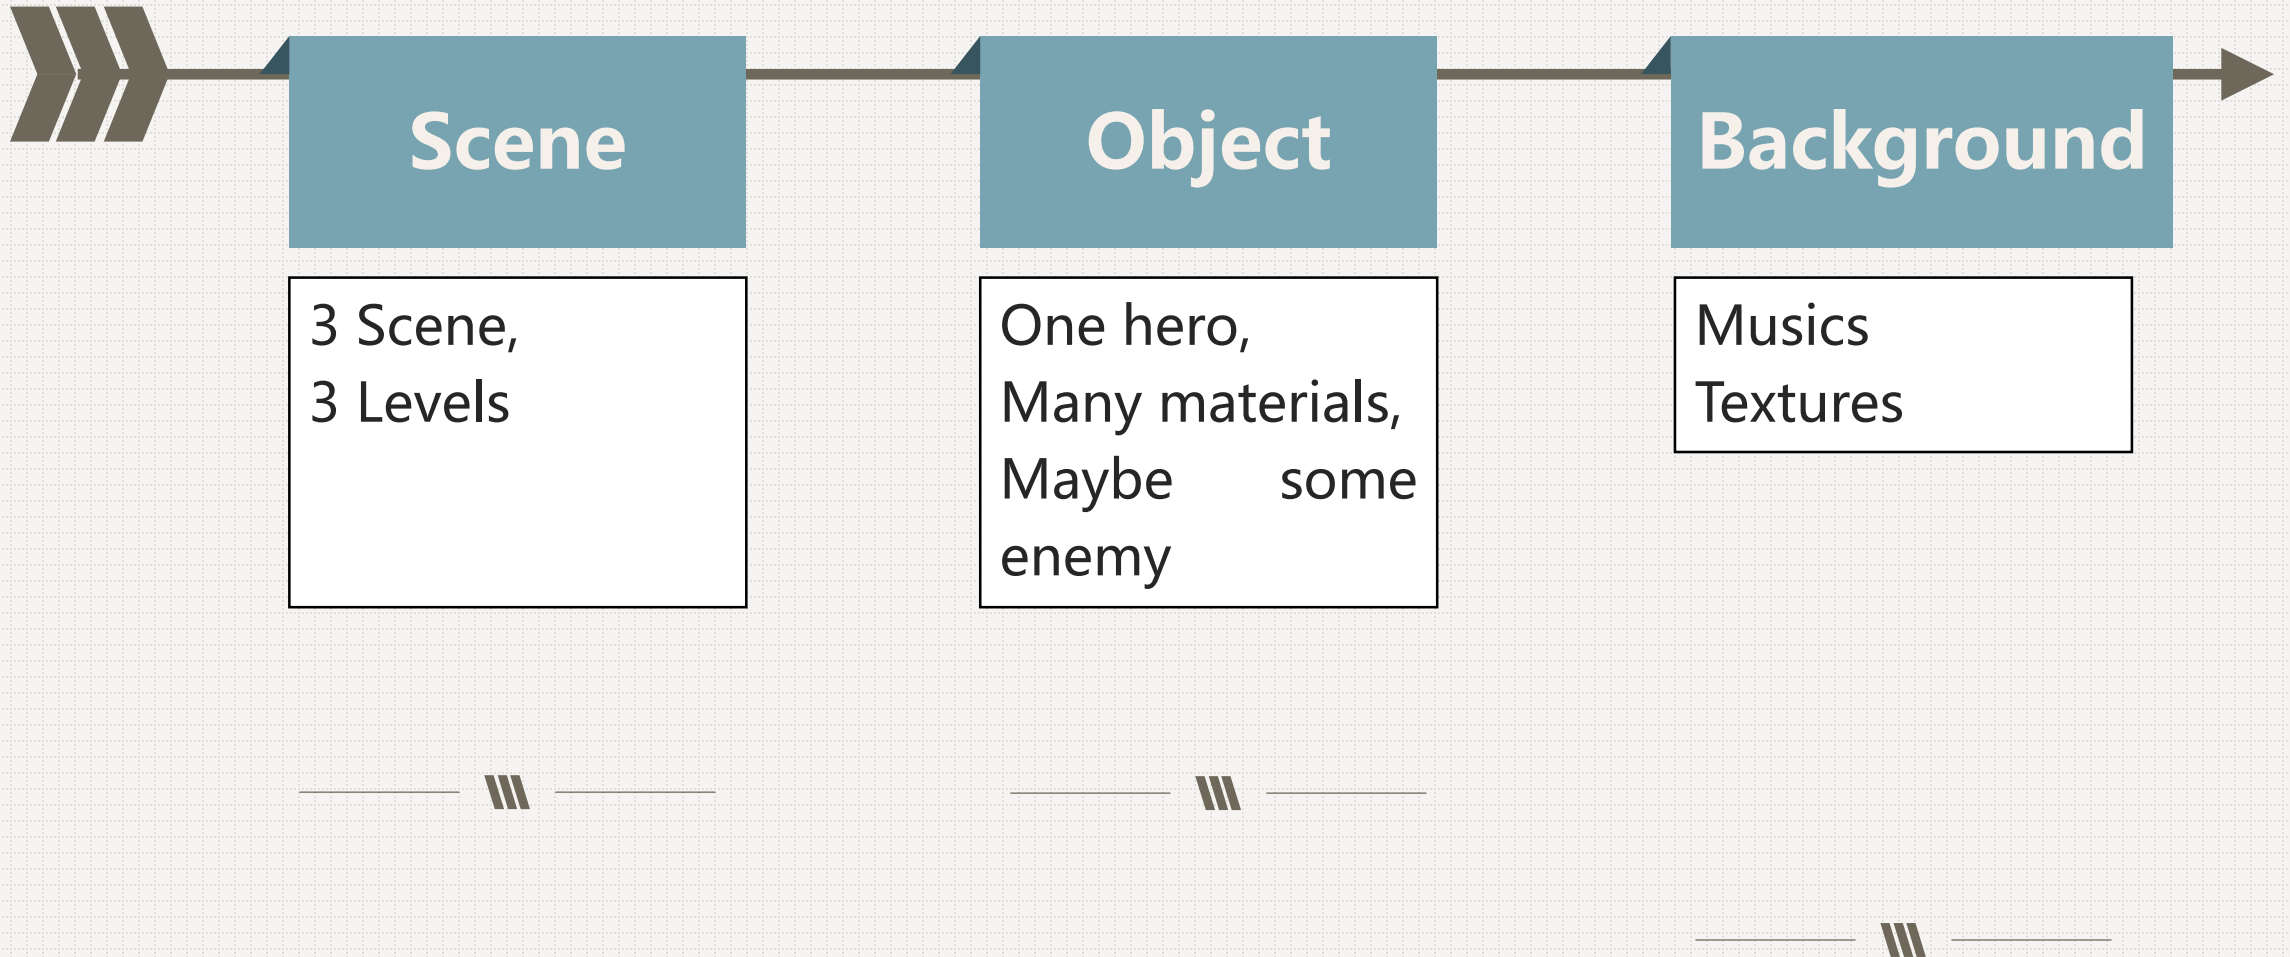 Scene
3 Scene,
3 Levels
Object
One hero,
Many materials,
Maybe some
enemy
Background
Musics
Textures